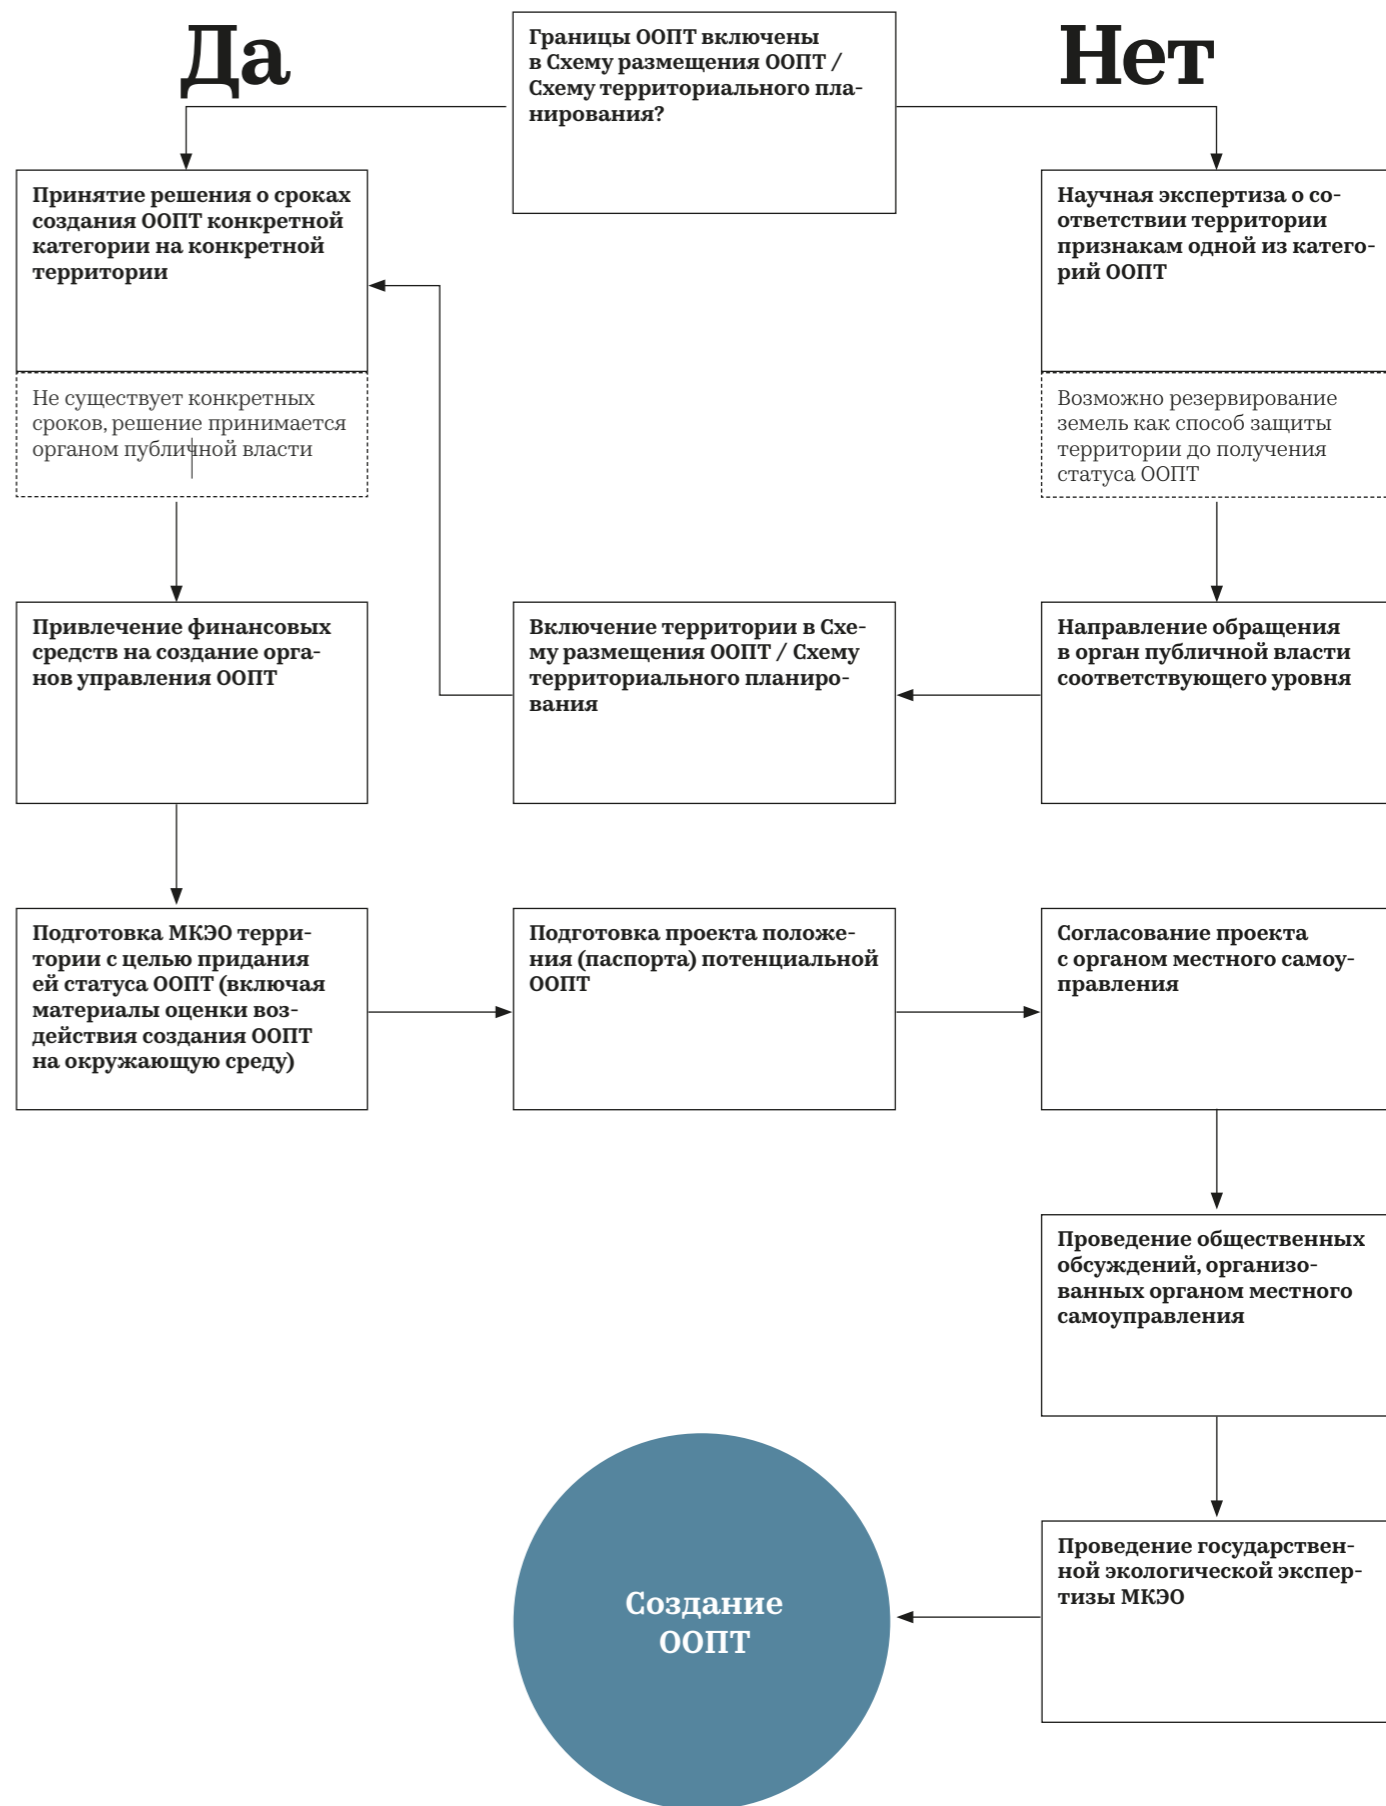 Да
Границы ООПТ включены
в Схему размещения ООПТ /
Схему территориального пла-
нирования?
Нет
Принятие решения о сроках
создания ООПТ конкретной
категории на конкретной
территории
Научная экспертиза о со-
ответствии территории
признакам одной из катего-
рий ООПТ
Не существует конкретных
сроков, решение принимается
органом публичной власти
Возможно резервирование
земель как способ защиты
территории до получения
статуса ООПТ
Привлечение финансовых
средств на создание орга-
нов управления ООПТ
Включение территории в Схе-
му размещения ООПТ / Схему
территориального планиро-
вания
Направление обращения
в орган публичной власти
соответствующего уровня
Подготовка МКЭО терри-
тории с целью придания
ей статуса ООПТ (включая
материалы оценки воз-
действия создания ООПТ
на окружающую среду)
Подготовка проекта положе-
ния (паспорта) потенциальной
ООПТ
Согласование проекта
с органом местного самоу-
правления
Проведение общественных
обсуждений, организо-
ванных органом местного
самоуправления
Проведение государствен-
ной экологической экспер-
тизы МКЭО
Создание
ООПТ